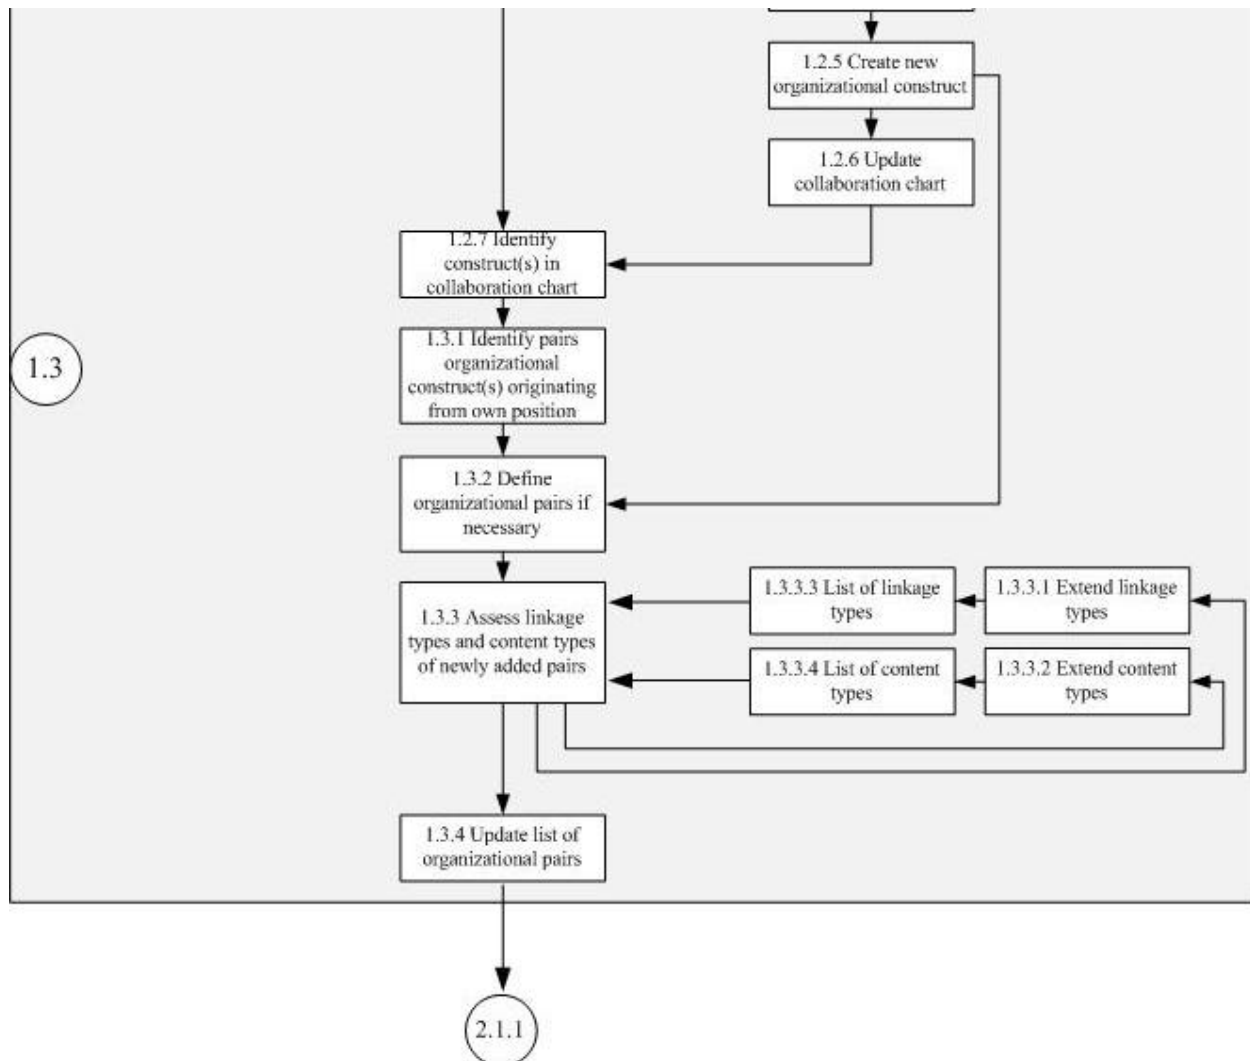 1.2.5 Create new
organizational construct
1.2.6 Update
collaboration chart
1.2.7 Identify
construct(s) in
collaboration chart
1.3.1 Identify pairs
organizational
construct(s) originating
from own position
1.3
1.3.2 Define
organizational pairs if
necessary
1.3.3 Assess linkage
types and content types
of newly added pairs
1.3.3.3 List of linkage
types
1.3.3.1 Extend linkage
types
1.3.3.4 List of content
types
1.3.3.2 Extend content
types
1.3.4 Update list of
organizational pairs
2.1.1